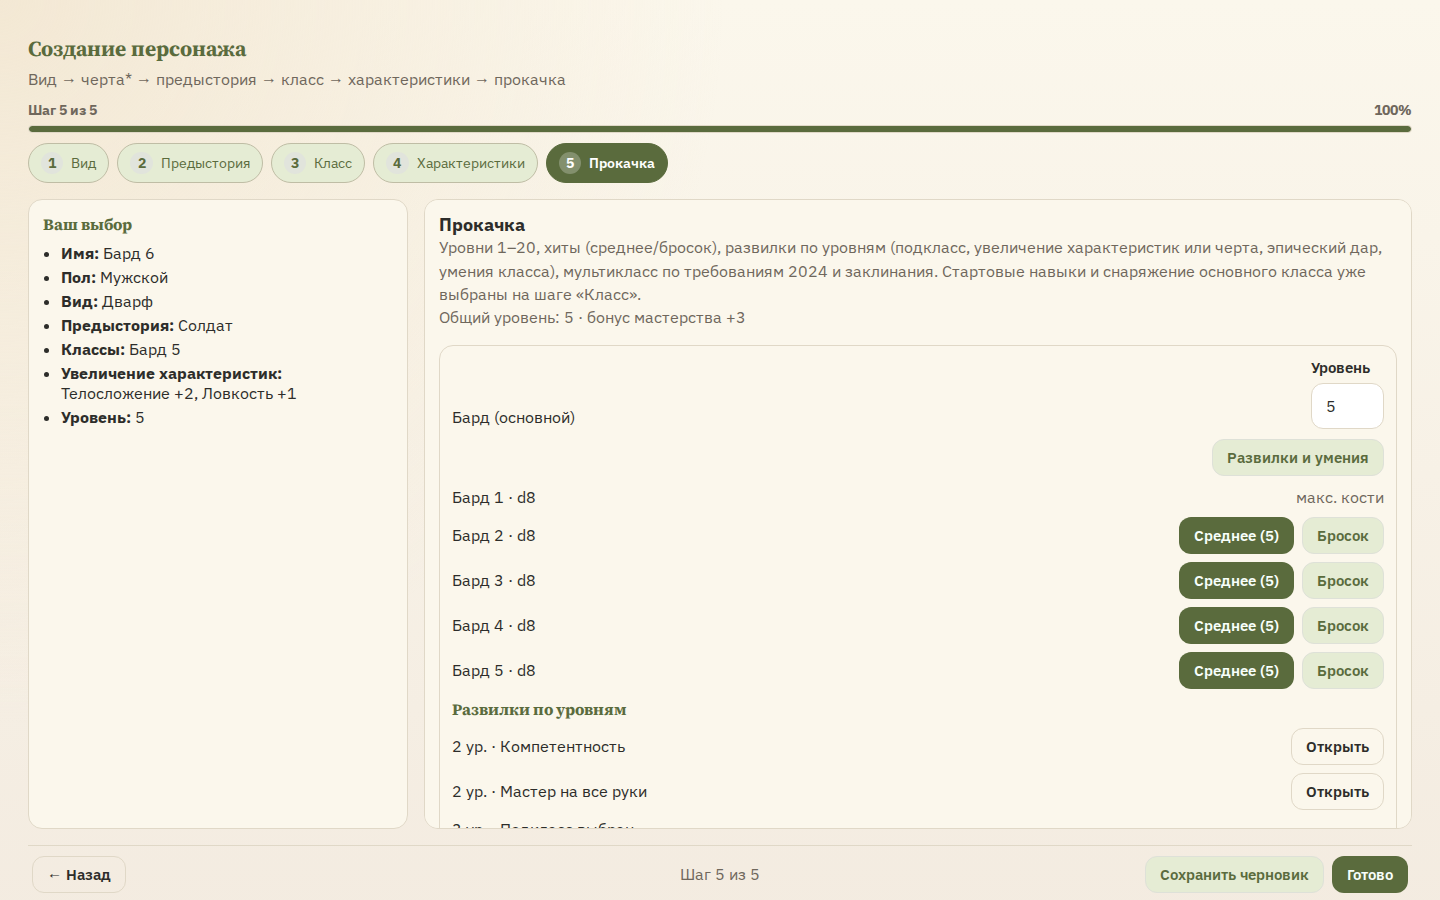 Создание персонажа
Вид → черта* → предыстория → класс → характеристики → прокачка
Шаг 5 из 5
100%
1 Вид
2 Предыстория
3 Класс
4 Характеристики
5 Прокачка
Ваш выбор
Имя: Бард 6
Пол: Мужской
Вид: Дварф
Предыстория: Солдат
Классы: Бард 5
Увеличение характеристик:
Телосложение +2, Ловкость +1
Уровень: 5
Прокачка
Уровни 1–20, хиты (среднее/бросок), развилки по уровням (подкласс, увеличение характеристик или черта, эпический дар,
умения класса), мультикласс по требованиям 2024 и заклинания. Стартовые навыки и снаряжение основного класса уже
выбраны на шаге «Класс».
Общий уровень: 5 · бонус мастерства +3
Уровень
Бард (основной)
5
Развилки и умения
Бард 1 · d8
макс. кости
Бард 2 · d8
Среднее (5)
Бросок
Бард 3 · d8
Среднее (5)
Бросок
Бард 4 · d8
Среднее (5)
Бросок
Бард 5 · d8
Среднее (5)
Бросок
Развилки по уровням
2 ур. · Компетентность
Открыть
2 ур. · Мастер на все руки
Открыть
← Назад
Шаг 5 из 5
Сохранить черновик
Готово